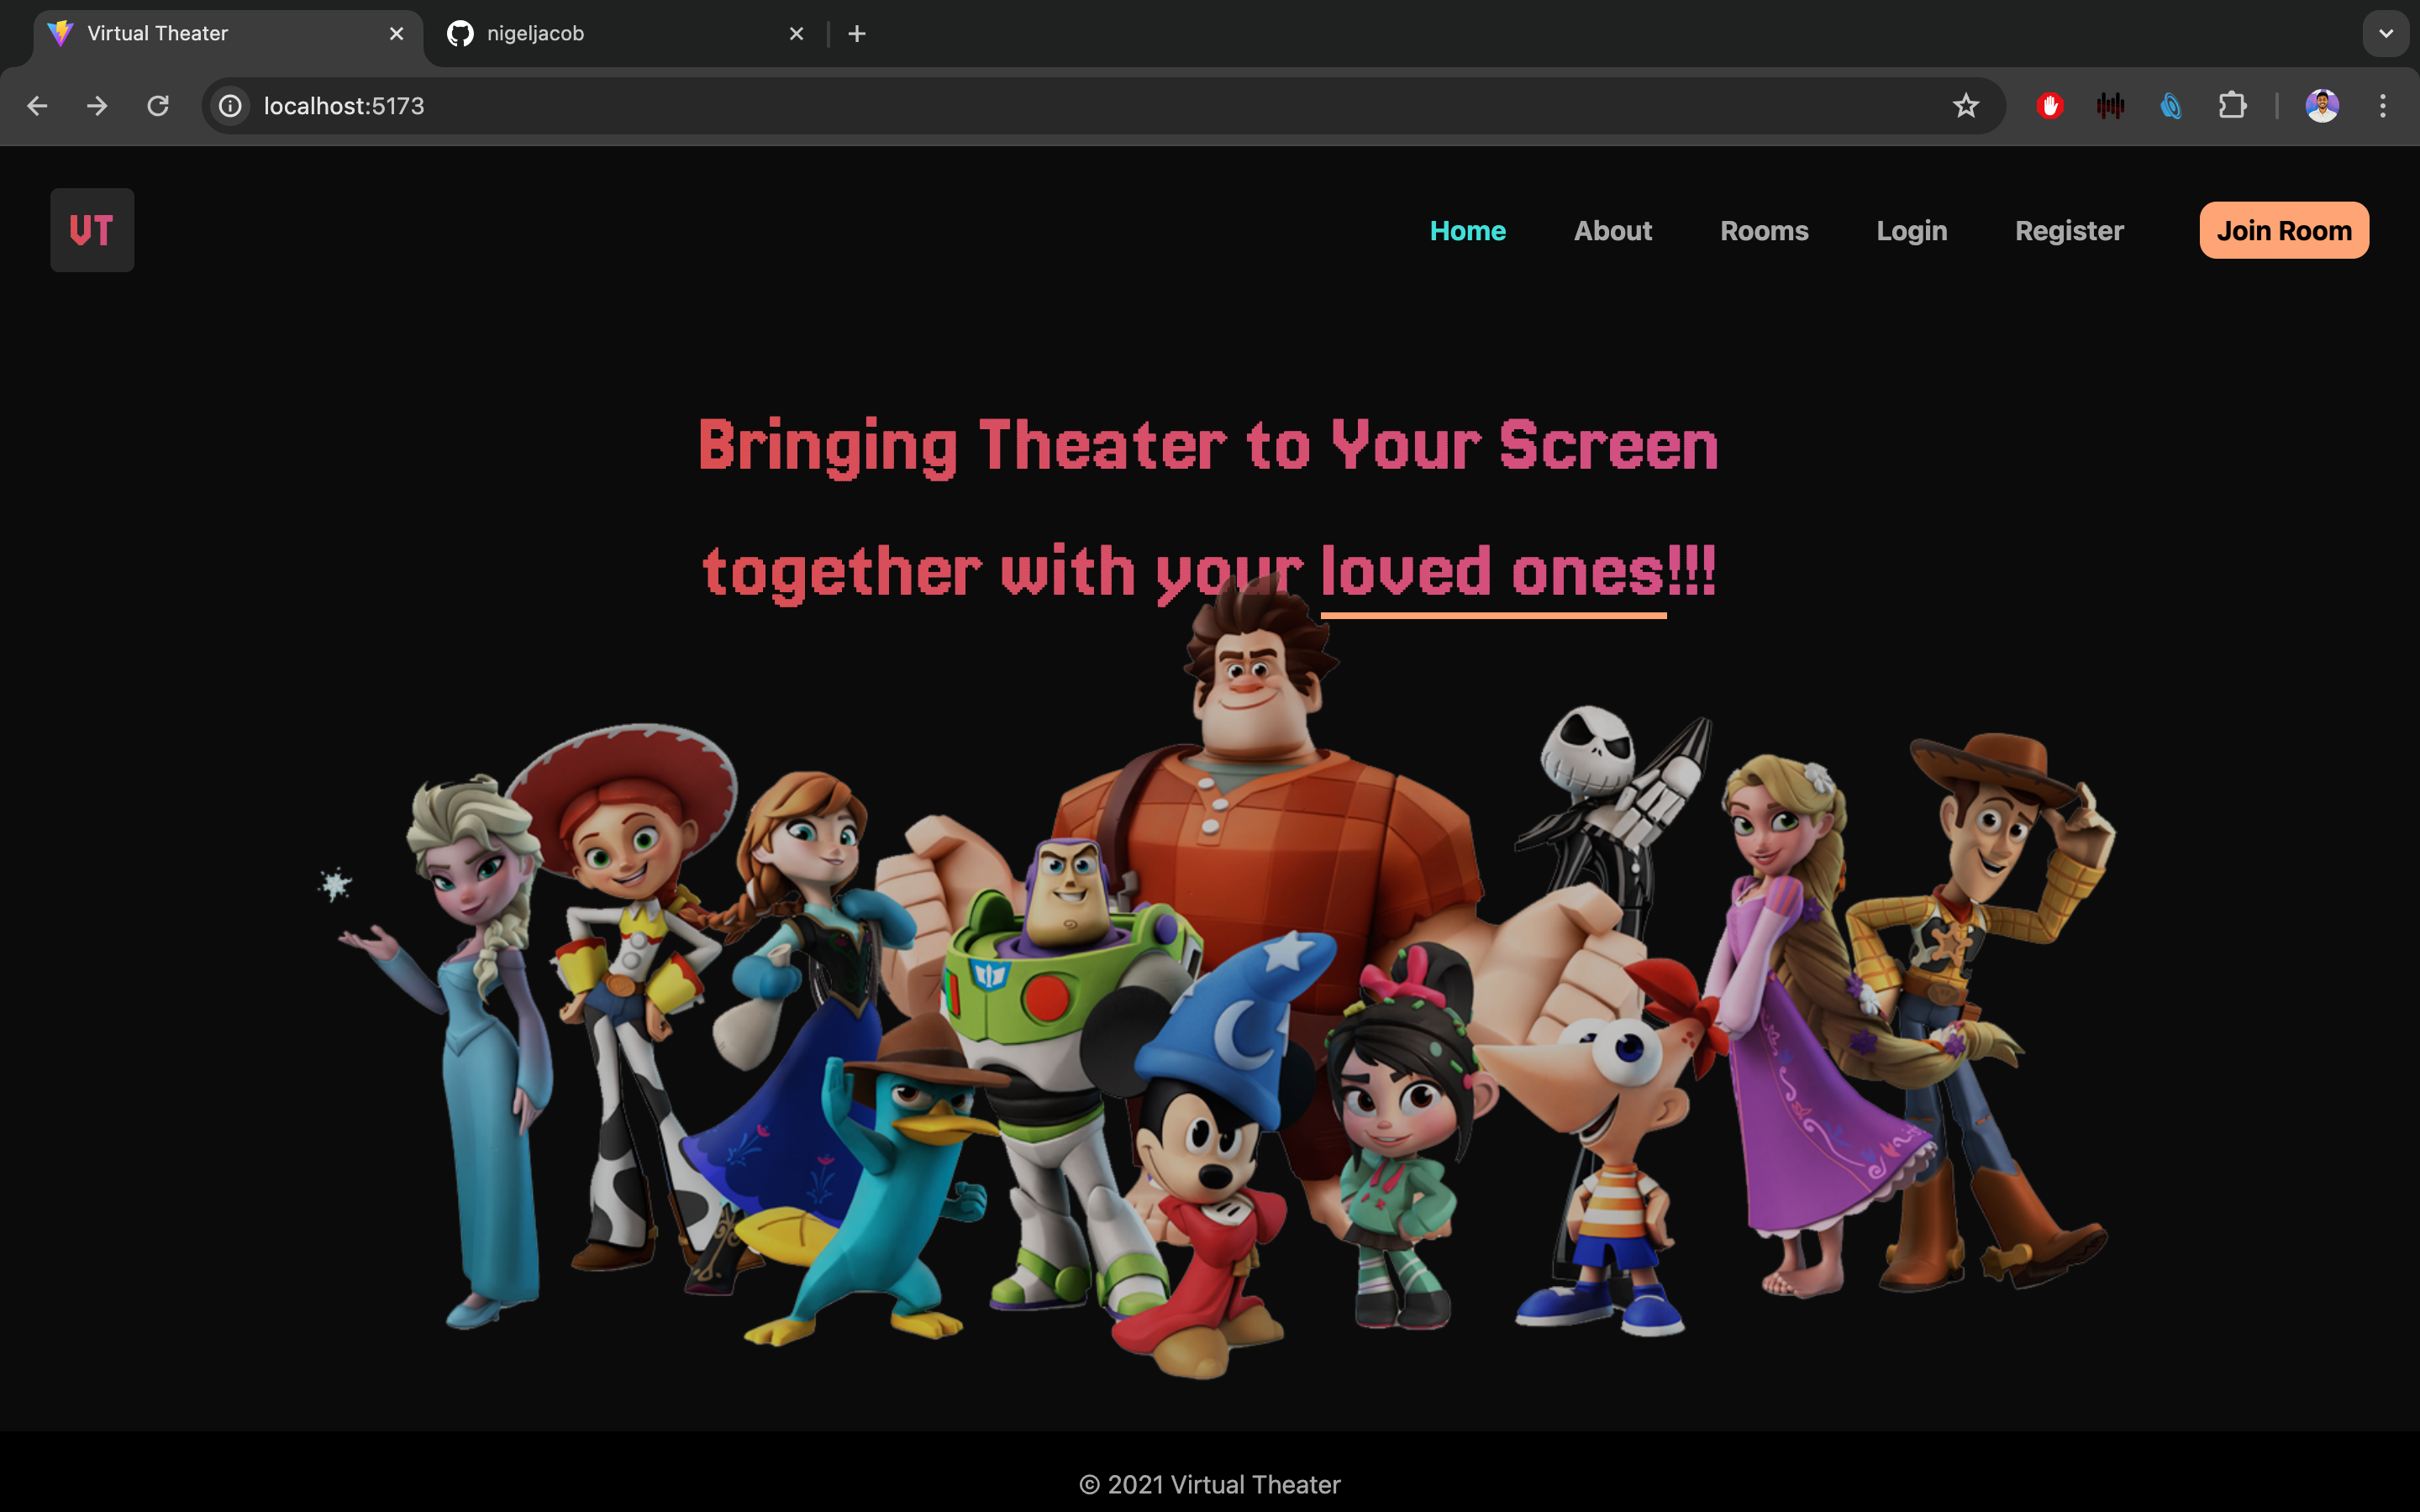 Virtual Theater
nigeljacob
localhost:5173
VT
Home About Rooms Login Register Join Room
Bringing Theater to Your Screen
together with your loved ones!!!
© 2021 Virtual Theater